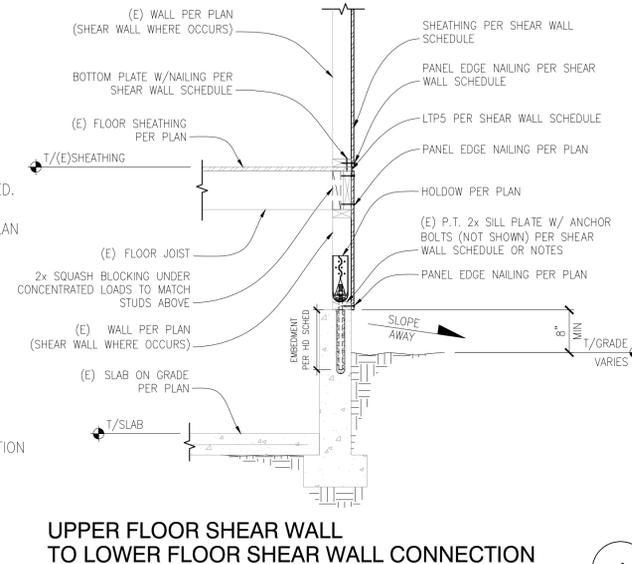 (E) WALL PER PLAN
(SHEAR WALL WHERE OCCURS)
BOTTOM PLATE W/NAILING PER
SHEAR WALL SCHEDULE
(E) FLOOR SHEATHING
PER PLAN
T/(E)SHEATHING
ED.
LAN
(E) FLOOR JOIST
2x SQUASH BLOCKING UNDER
CONCENTRATED LOADS TO MATCH
STUDS ABOVE
(E) WALL PER PLAN
(SHEAR WALL WHERE OCCURS)
(E) SLAB ON GRADE
PER PLAN
T/SLAB
TION
EMBEDMENT
PER HD SCHED
SHEATHING PER SHEAR WALL
SCHEDULE
PANEL EDGE NAILING PER SHEAR
WALL SCHEDULE
LTP5 PER SHEAR WALL SCHEDULE
PANEL EDGE NAILING PER PLAN
HOLDOW PER PLAN
(E) P.T. 2x SILL PLATE W/ ANCHOR
BOLTS (NOT SHOWN) PER SHEAR
WALL SCHEDULE OR NOTES
PANEL EDGE NAILING PER PLAN
SLOPE
AWAY
8"
MIN
T/GRADE
VARIES
UPPER FLOOR SHEAR WALL
TO LOWER FLOOR SHEAR WALL CONNECTION